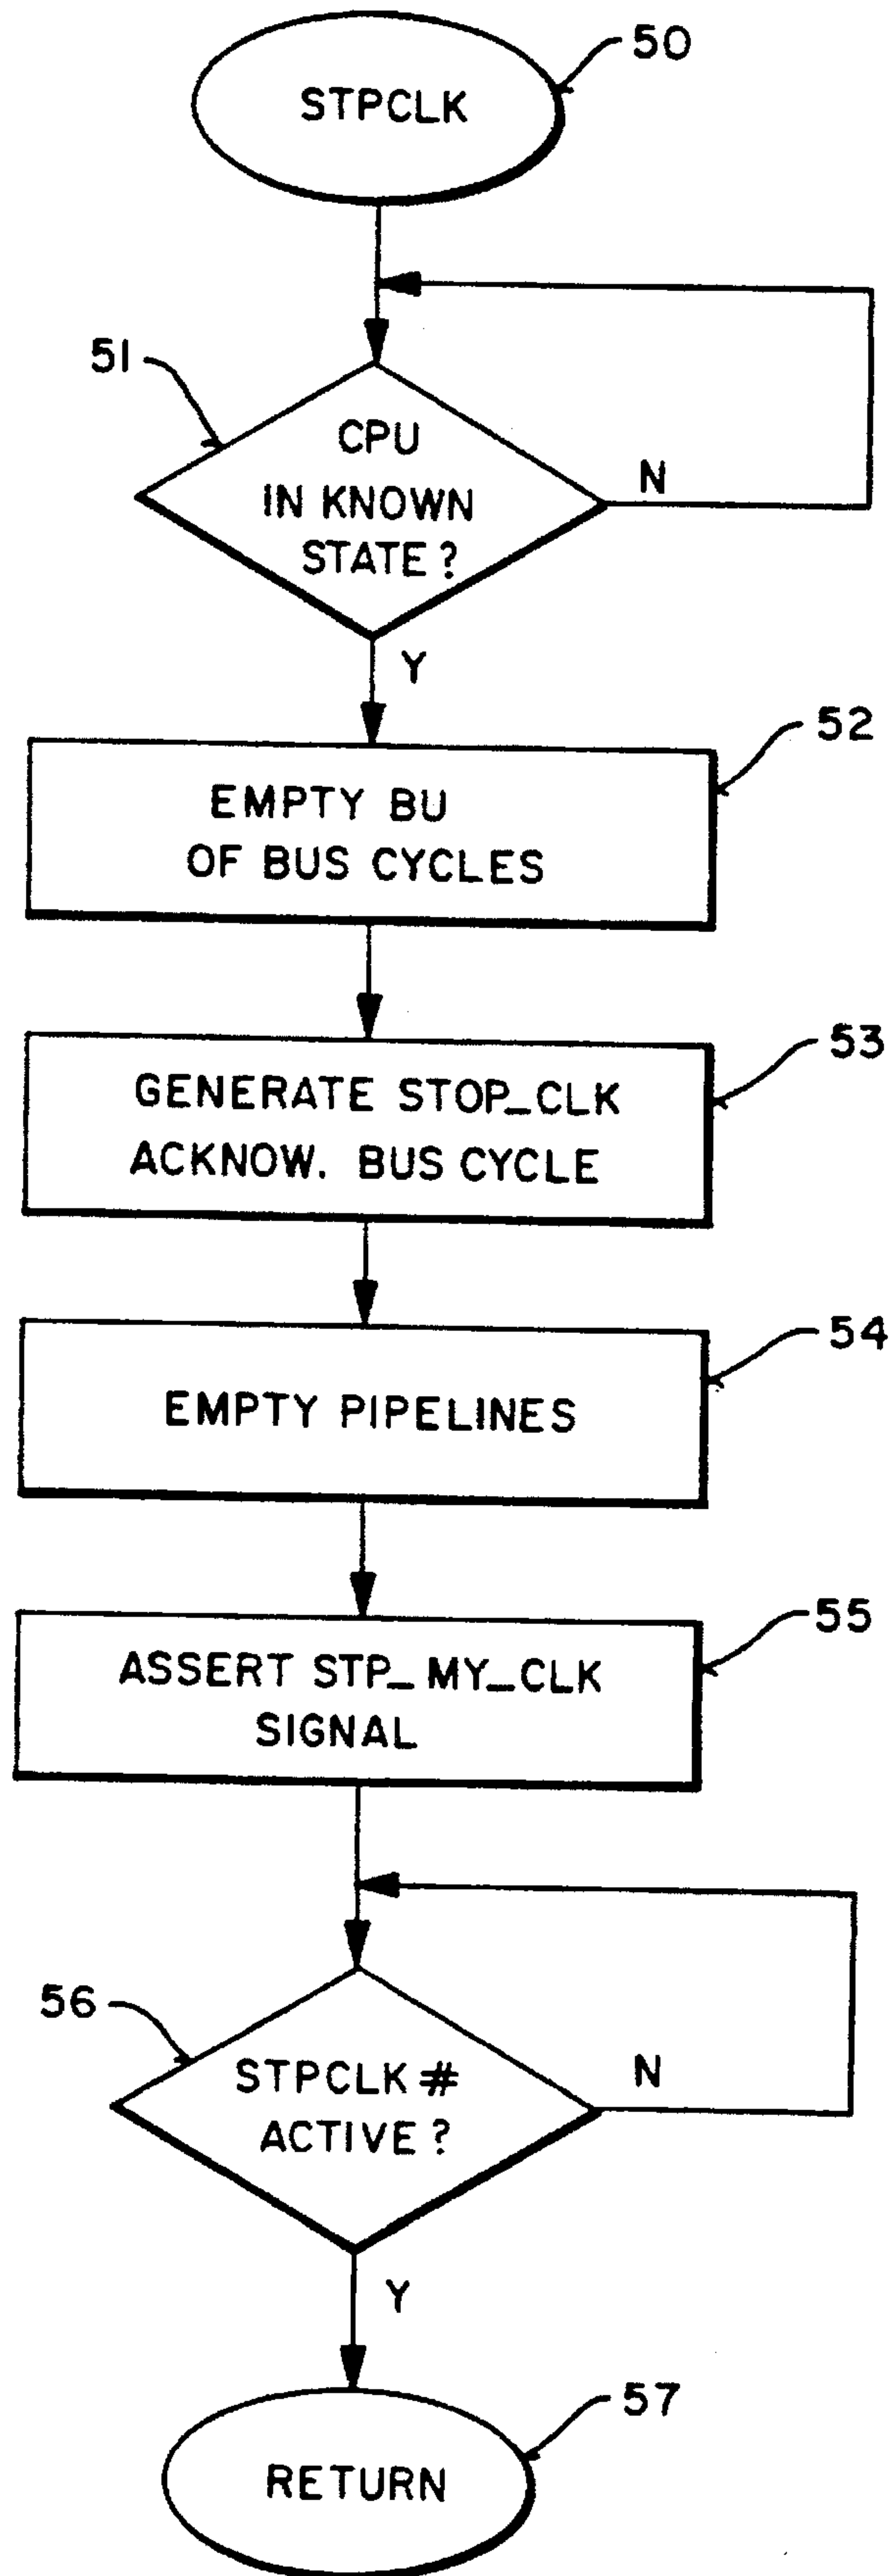 50
STPCLK
51
CPU
IN KNOWN
STATE?
N
Y
52
EMPTY BU
OF BUS CYCLES
53
GENERATE STOP_CLK
ACKNOW. BUS CYCLE
54
EMPTY PIPELINES
55
ASSERT STP_MY_CLK
SIGNAL
56
STPCLK#
ACTIVE?
N
Y
57
RETURN